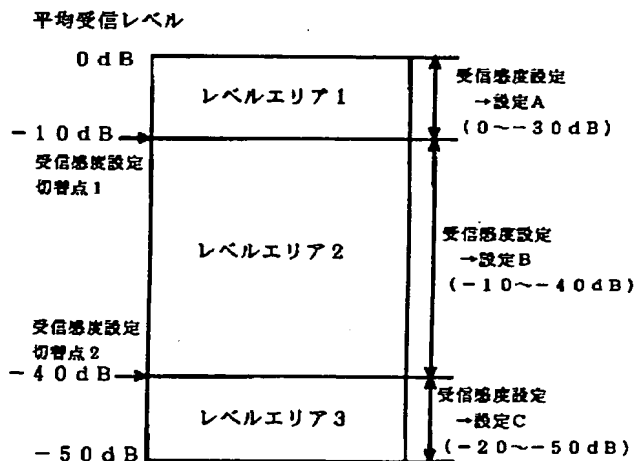 平均受信レベル
0dB
レベルエリア1
受信感度設定
→設定A
(0~-30dB)
-10dB
受信感度設定
切替点1
レベルエリア2
受信感度設定
→設定B
(-10~-40dB)
受信感度設定
切替点2
-40dB
レベルエリア3
受信感度設定
→設定C
(-20~-50dB)
-50dB